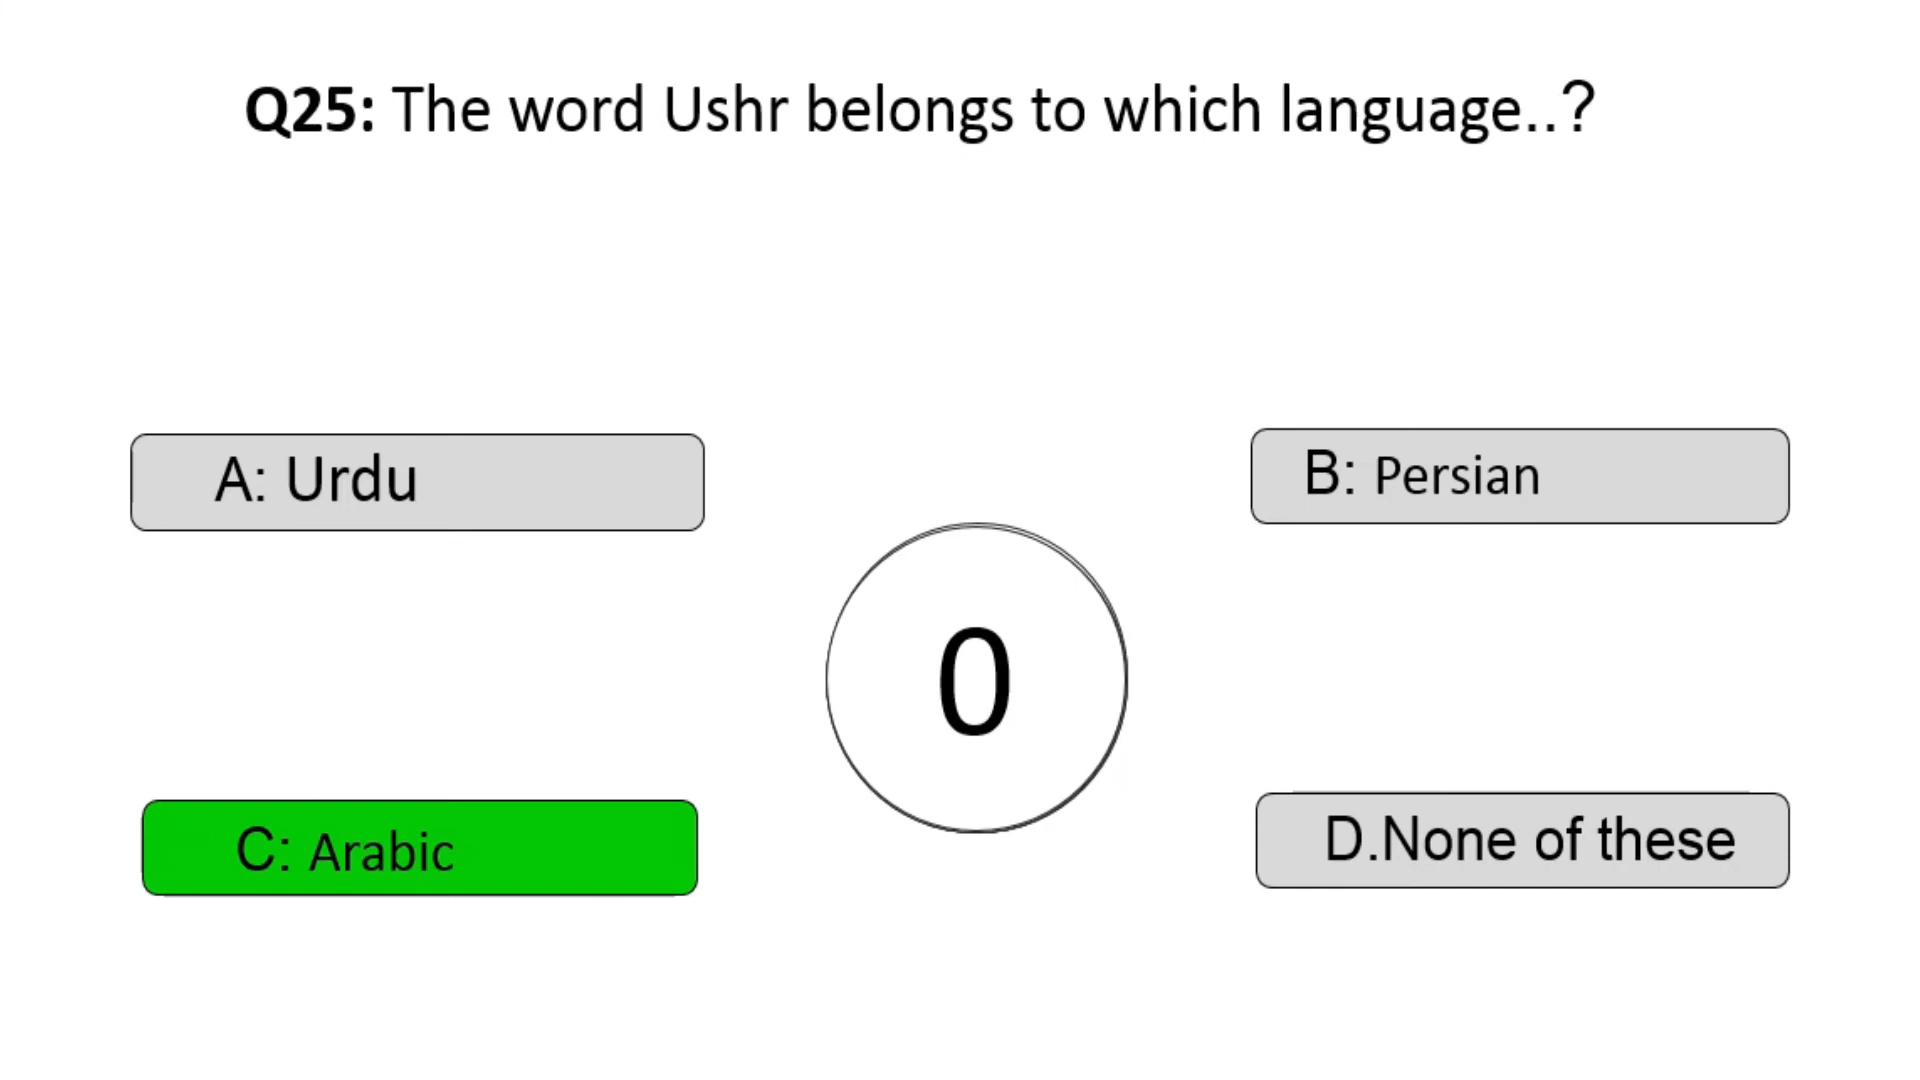 Q25: The word Ushr belongs to which language..?
A: Urdu
B: Persian
0
C: Arabic
D.None of these